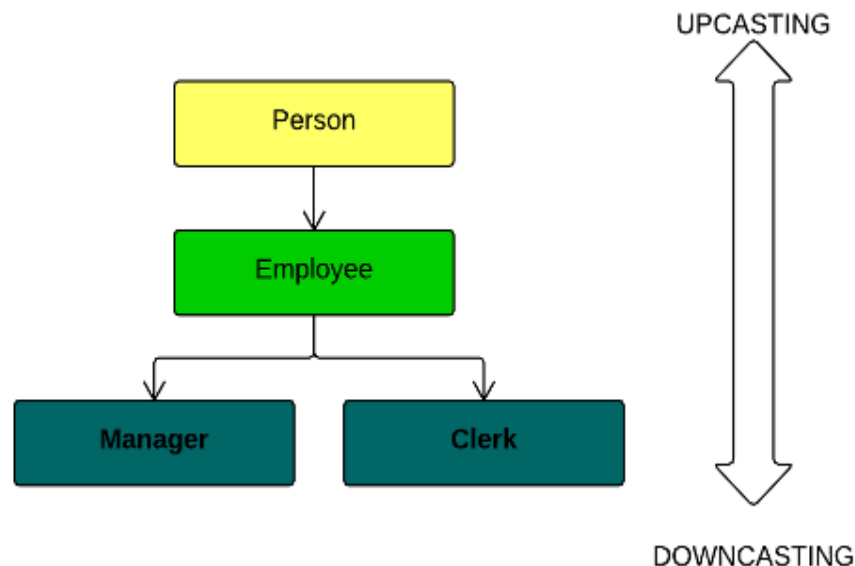 UPCASTING
Person
Employee
Manager
Clerk
DOWNCASTING